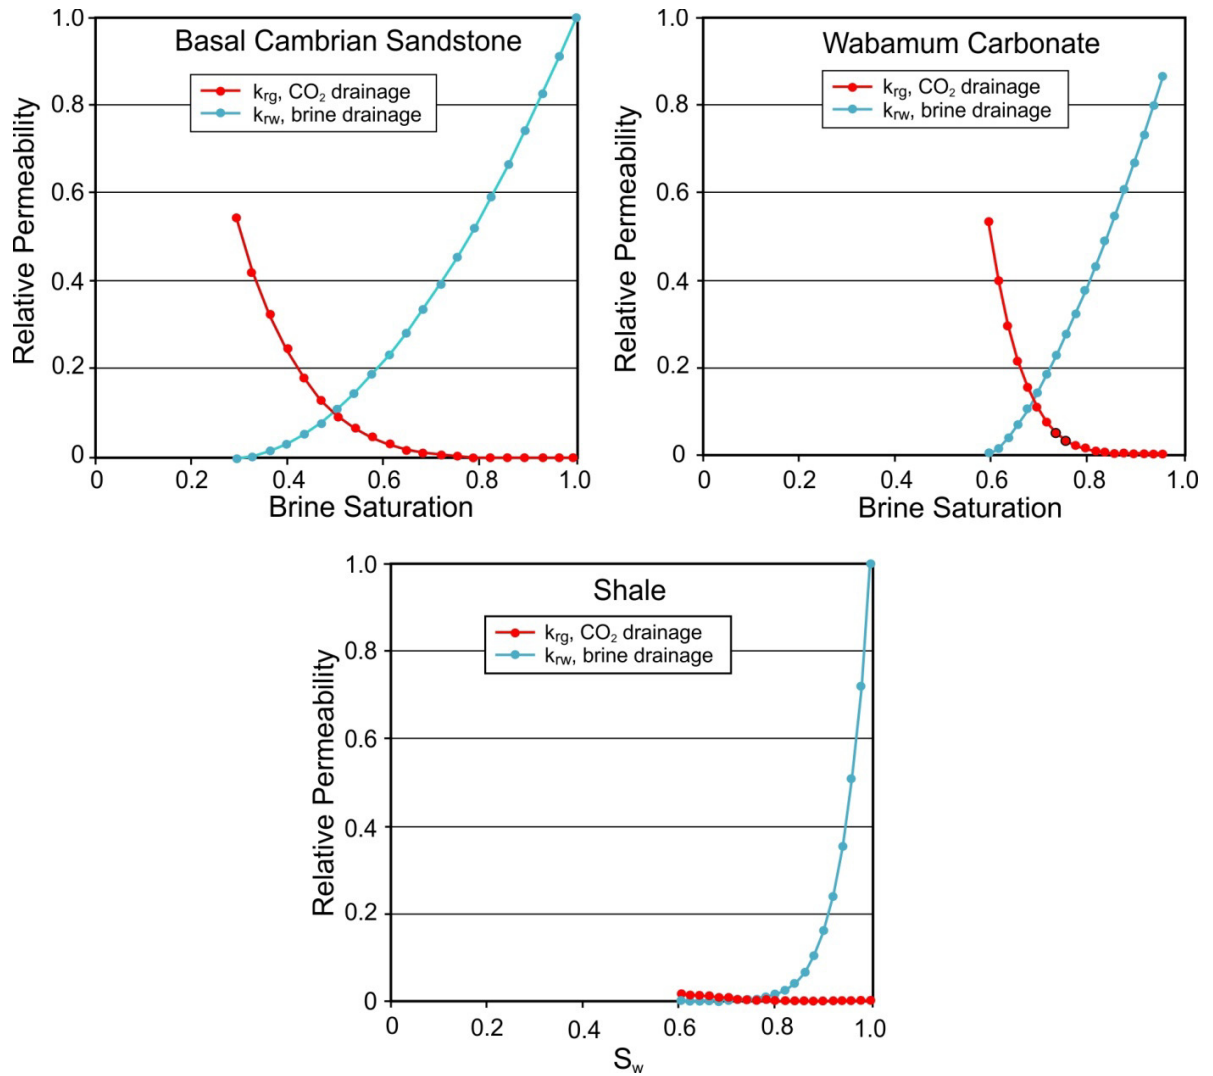 Basal Cambrian Sandstone
krg, CO2 drainage
krw, brine drainage
Relative Permeability
1.0
0.8
0.6
0.4
0.2
0
0 0.2 0.4 0.6 0.8 1.0
Brine Saturation
Wabamum Carbonate
krg, CO2 drainage
krw, brine drainage
Relative Permeability
1.0
0.8
0.6
0.4
0.2
0
0 0.2 0.4 0.6 0.8 1.0
Brine Saturation
Shale
krg, CO2 drainage
krw, brine drainage
Relative Permeability
1.0
0.8
0.6
0.4
0.2
0
0 0.2 0.4 0.6 0.8 1.0
Sw